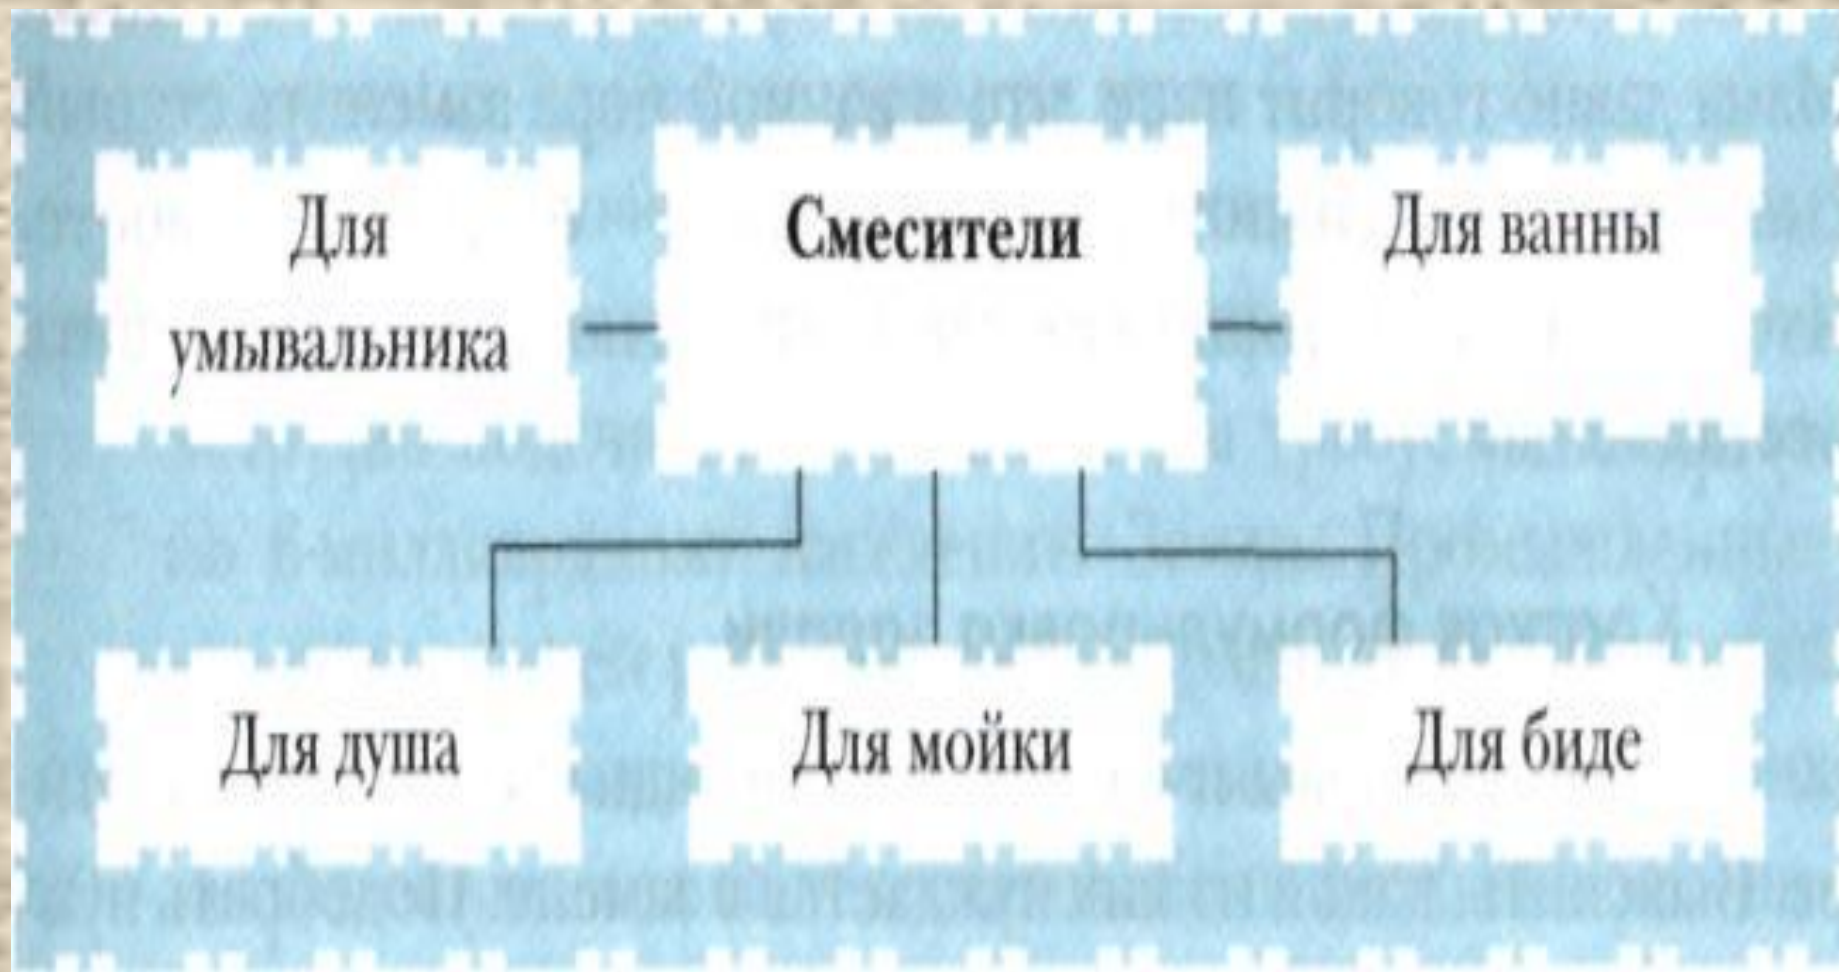 Для
умывальника
Смесители
Для ванны
Для душа
Для мойки
Для биде